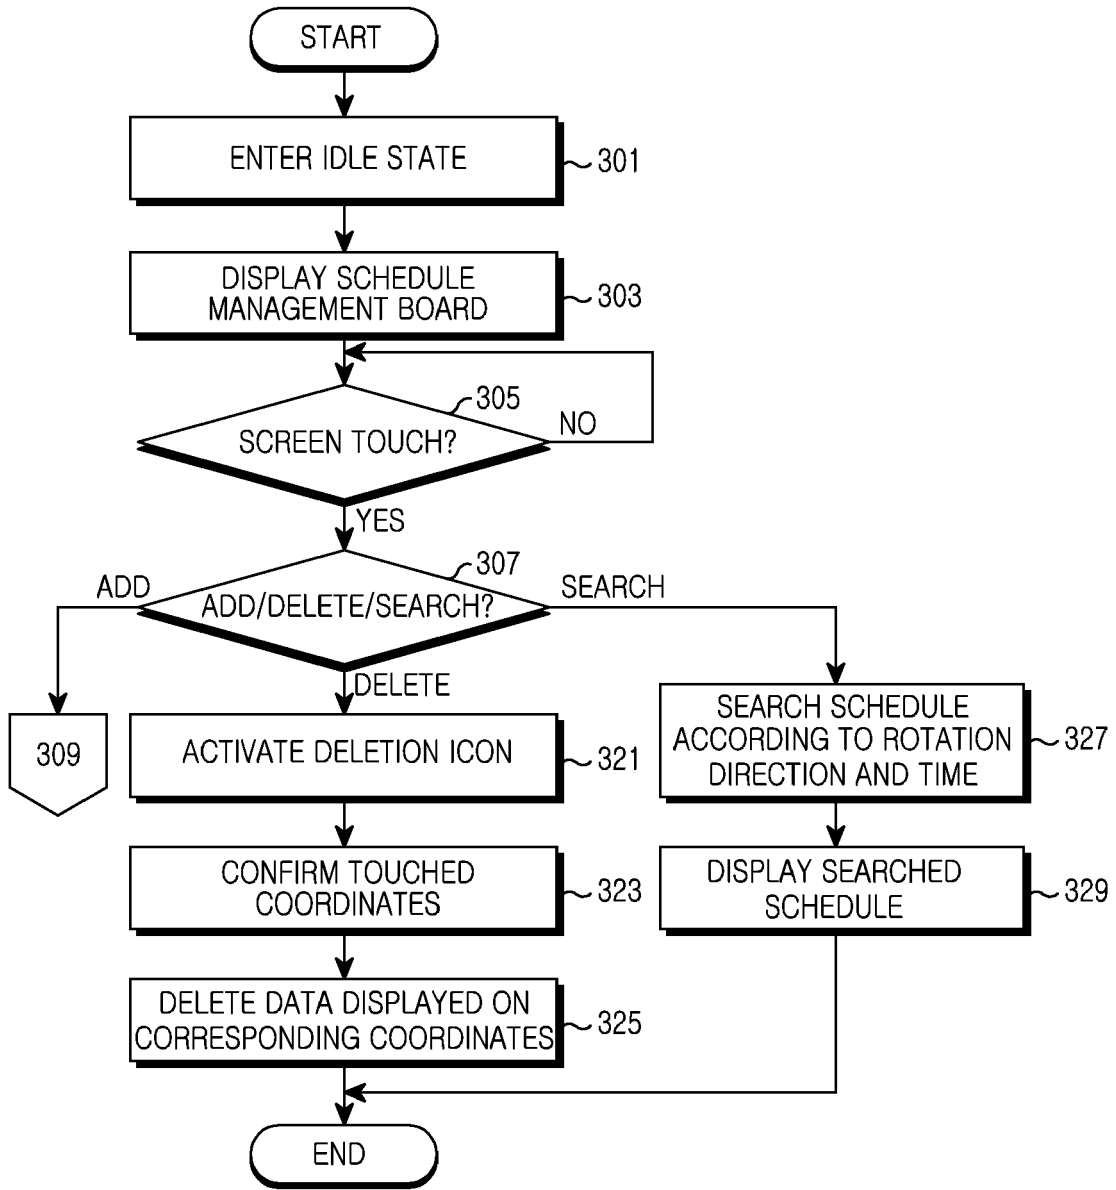 START
ENTER IDLE STATE
301
DISPLAY SCHEDULE
MANAGEMENT BOARD
303
305
SCREEN TOUCH?
NO
YES
307
ADD
ADD/DELETE/SEARCH?
SEARCH
DELETE
309
ACTIVATE DELETION ICON
321
SEARCH SCHEDULE
ACCORDING TO ROTATION
DIRECTION AND TIME
327
CONFIRM TOUCHED
COORDINATES
323
DISPLAY SEARCHED
SCHEDULE
329
DELETE DATA DISPLAYED ON
CORRESPONDING COORDINATES
325
END